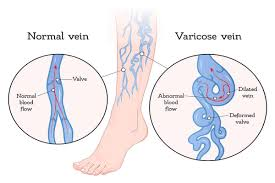 Normal vein
Varicose vein
Valve
Normal
blood
flow
Abnormal
blood
flow
Dilated
vein
Deformed
valve